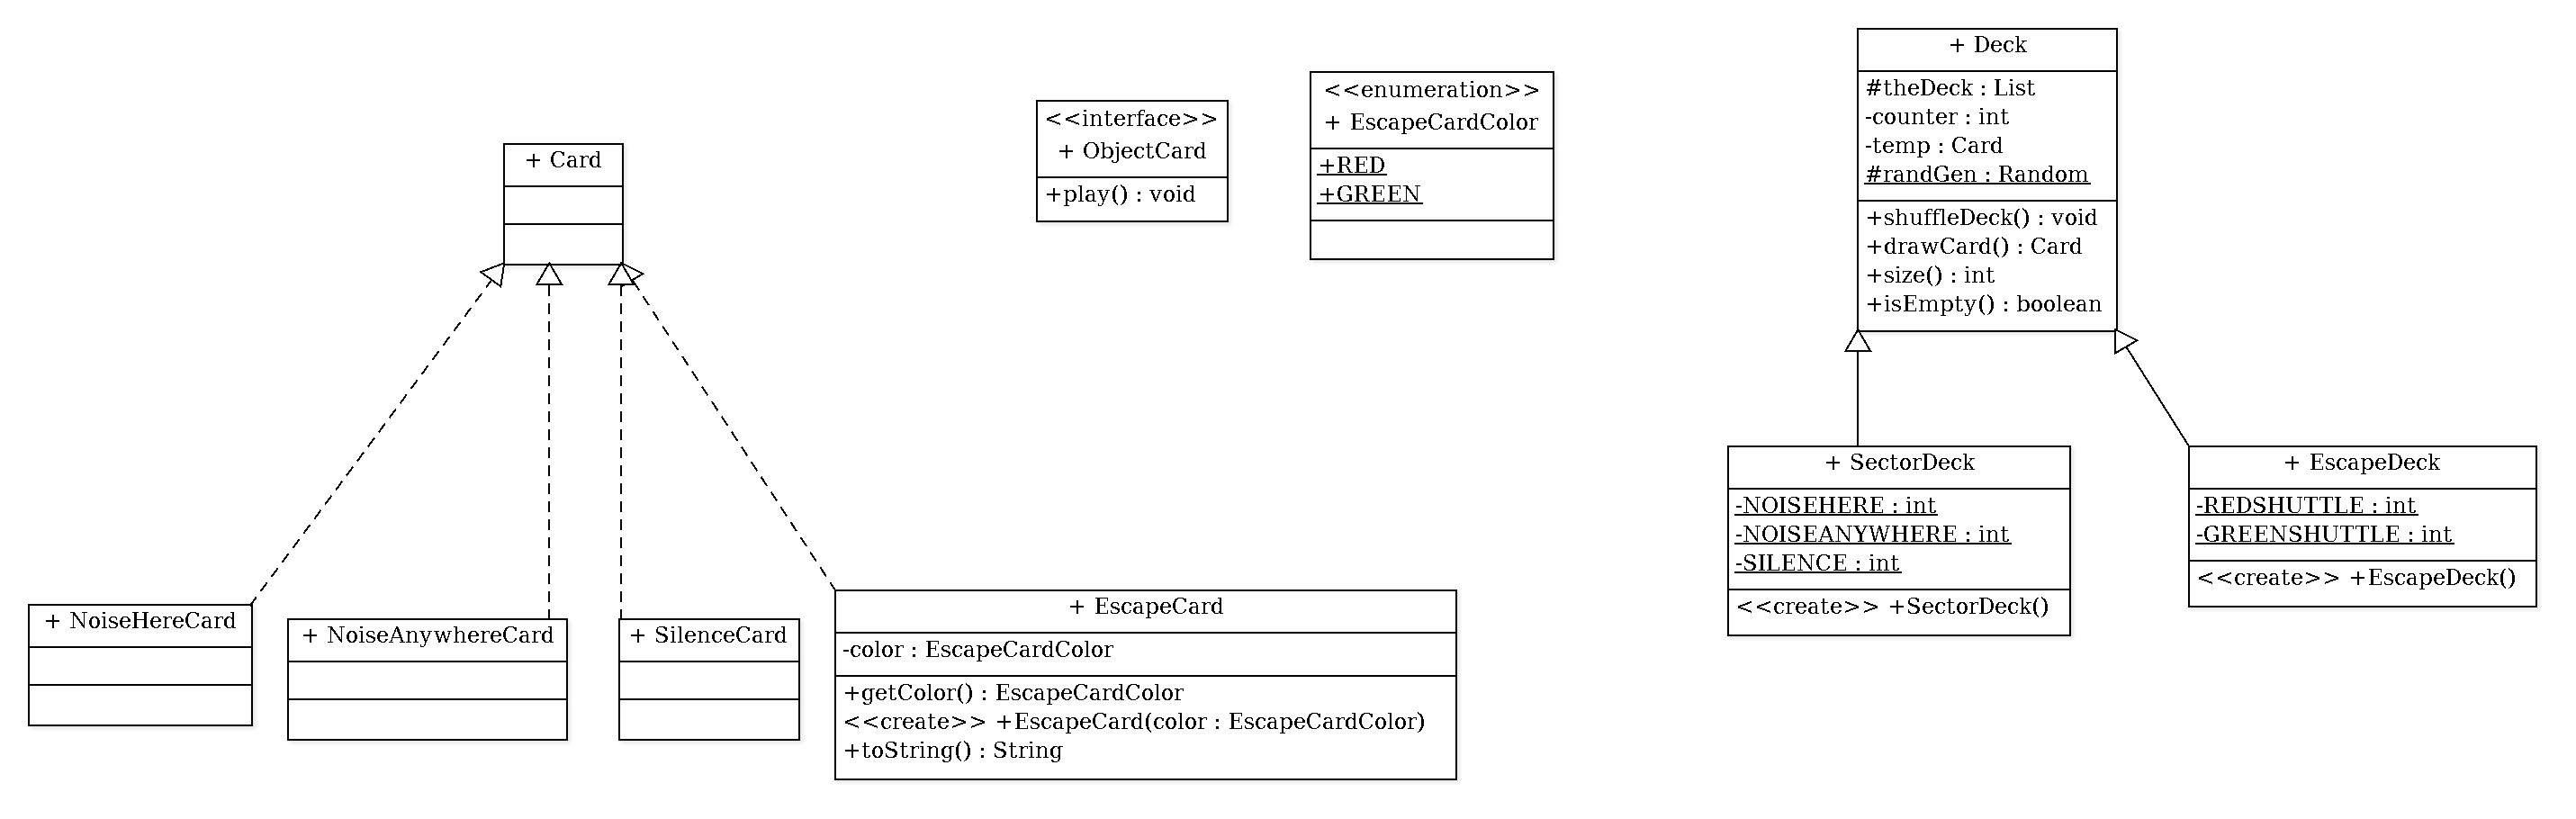 + Card
<<interface>>
+ ObjectCard
+play() : void
<<enumeration>>
+ EscapeCardColor
+RED
+GREEN
+ Deck
#theDeck : List
-counter : int
-temp : Card
#randGen : Random
+shuffleDeck() : void
+drawCard() : Card
+size() : int
+isEmpty() : boolean
+ NoiseHereCard
+ NoiseAnywhereCard
+ SilenceCard
+ EscapeCard
-color : EscapeCardColor
+getColor() : EscapeCardColor
<<create>> +EscapeCard(color : EscapeCardColor)
+toString() : String
+ SectorDeck
-NOISEHERE : int
-NOISEANYWHERE : int
-SILENCE : int
<<create>> +SectorDeck()
+ EscapeDeck
-REDSHUTTLE : int
-GREENSHUTTLE : int
<<create>> +EscapeDeck()